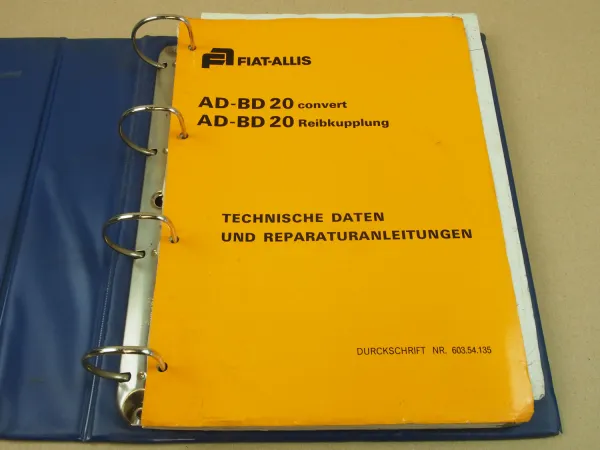 FIAT-ALLIS
AD-BD 20 convert
AD-BD 20 Reibkupplung
TECHNISCHE DATEN
UND REPARATURANLEITUNGEN
DURCKSCHRIFT NR. 603.54.135